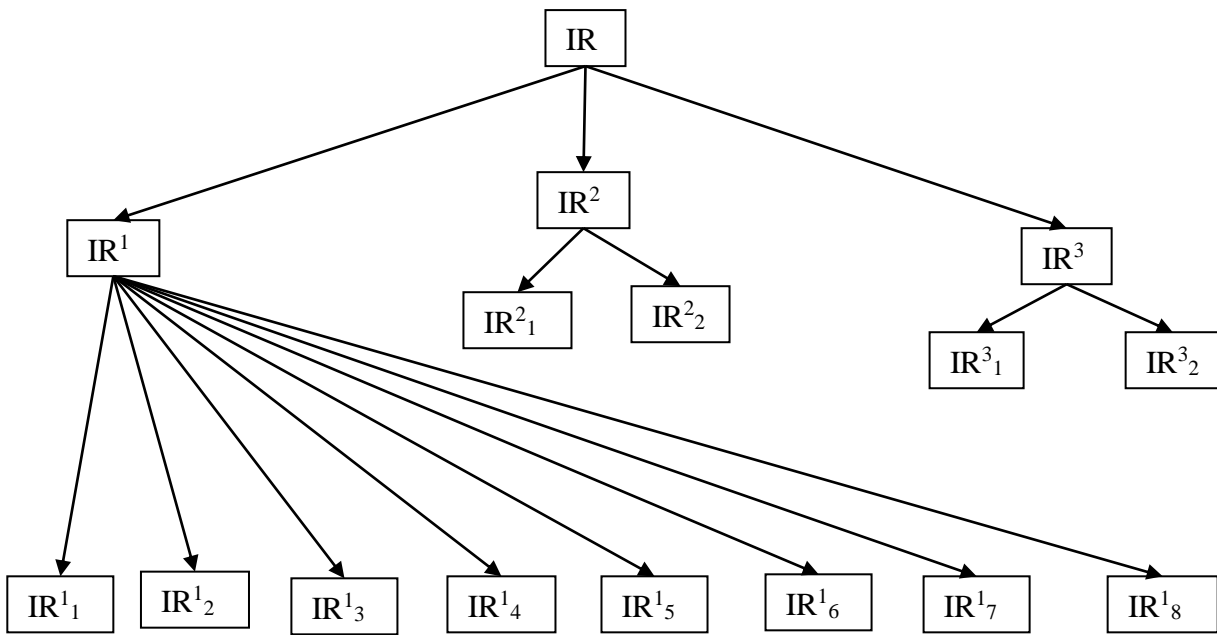 IR
IR²
IR¹
IR³
IR²₁
IR²₂
IR³₁
IR³₂
IR¹₁
IR¹₂
IR¹₃
IR¹₄
IR¹₅
IR¹₆
IR¹₇
IR¹₈